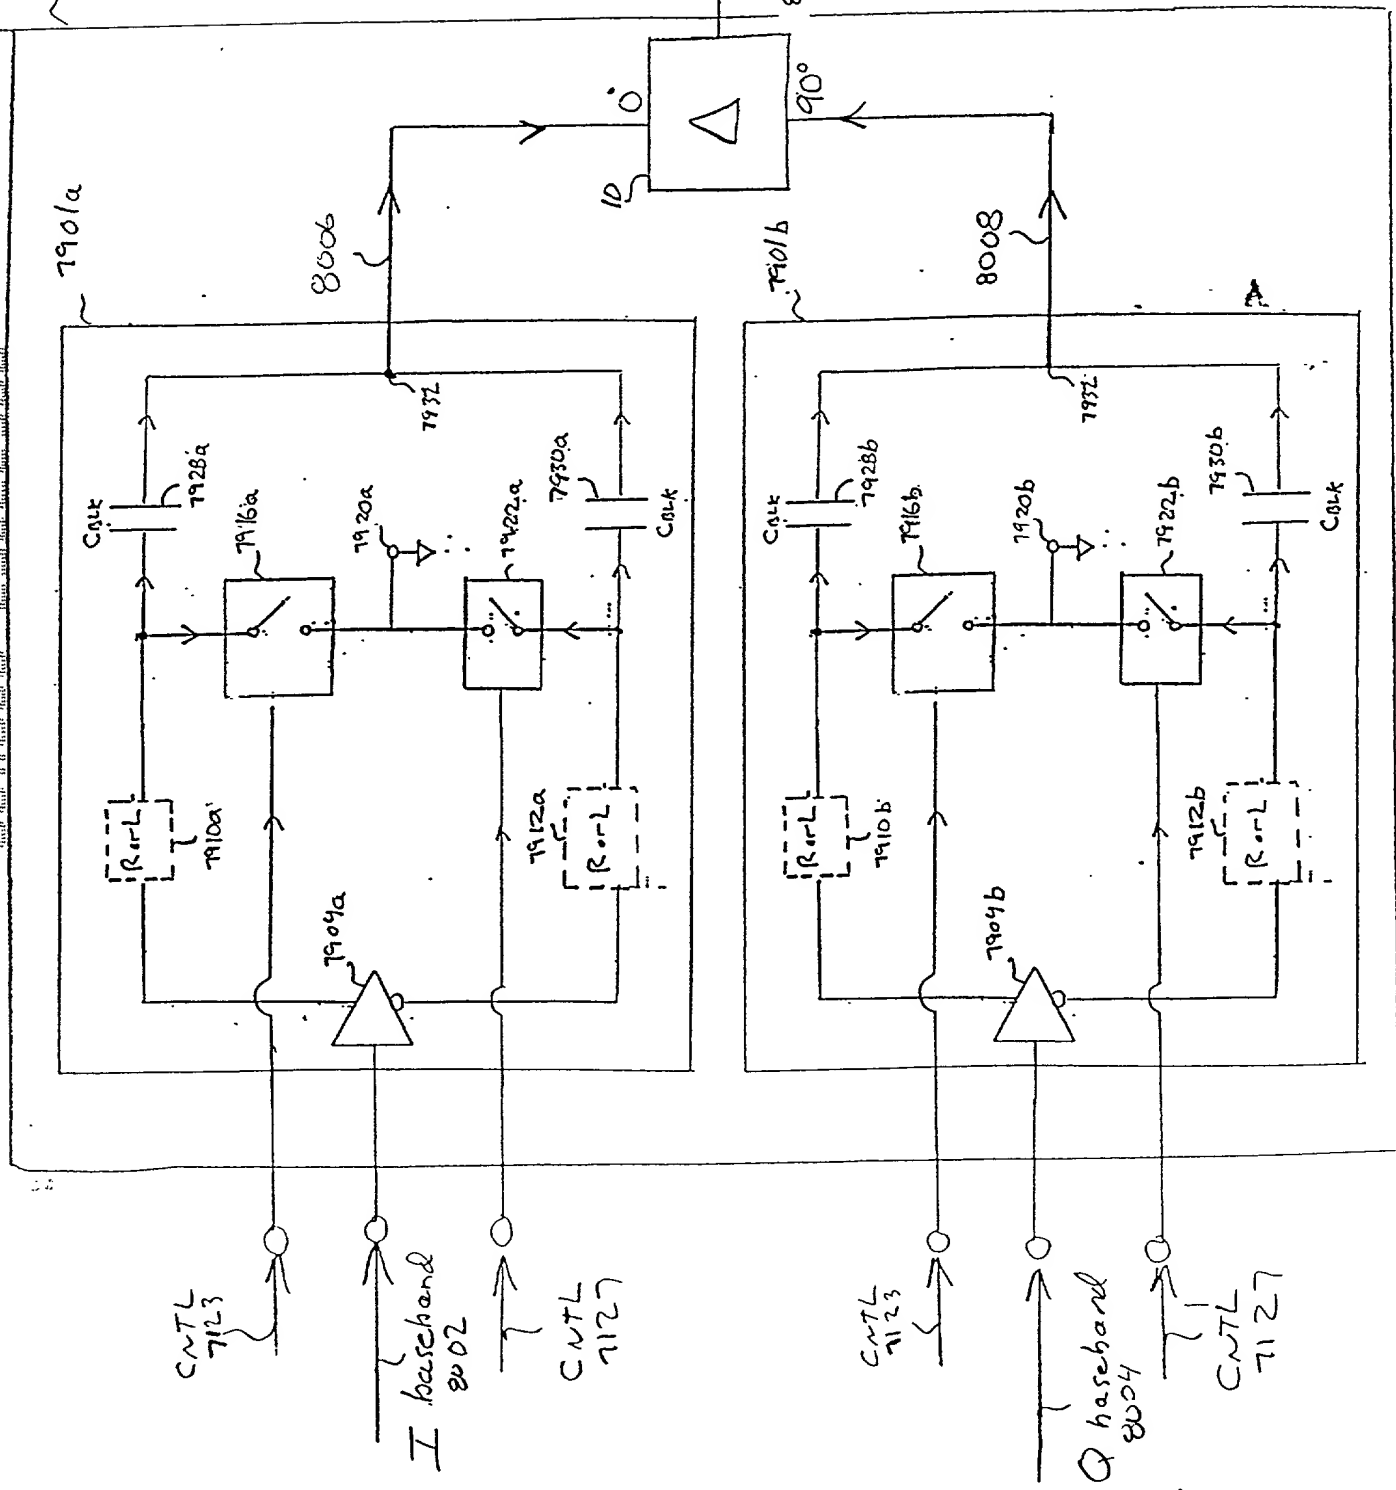 7901a
8006
0°
90°
1D
8008
7901b
A
CBLK
7928a
7916a
7920a
7922a
7930a
CBLK
7932
R or L
7910a
7904a
7912a
R or L
CBLK
7928b
7916b
7920b
7922b
7930b
CBLK
7932
R or L
7910b
7904b
7912b
R or L
CNTL
7123
I baseband
8002
CNTL
7127
CNTL
7123
Q baseband
8004
CNTL
7127